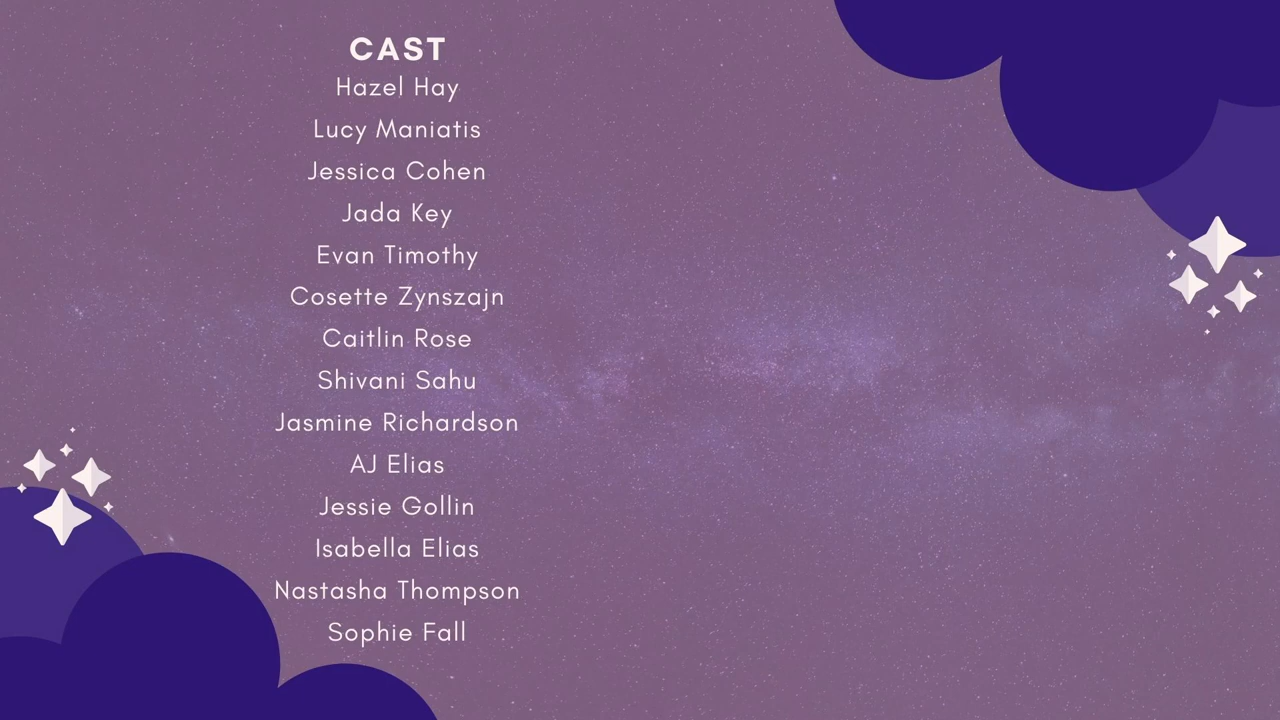 CAST
Hazel Hay
Lucy Maniatis
Jessica Cohen
Jada Key
Evan Timothy
Cosette Zynszajn
Caitlin Rose
Shivani Sahu
Jasmine Richardson
AJ Elias
Jessie Gollin
Isabella Elias
Nastasha Thompson
Sophie Fall